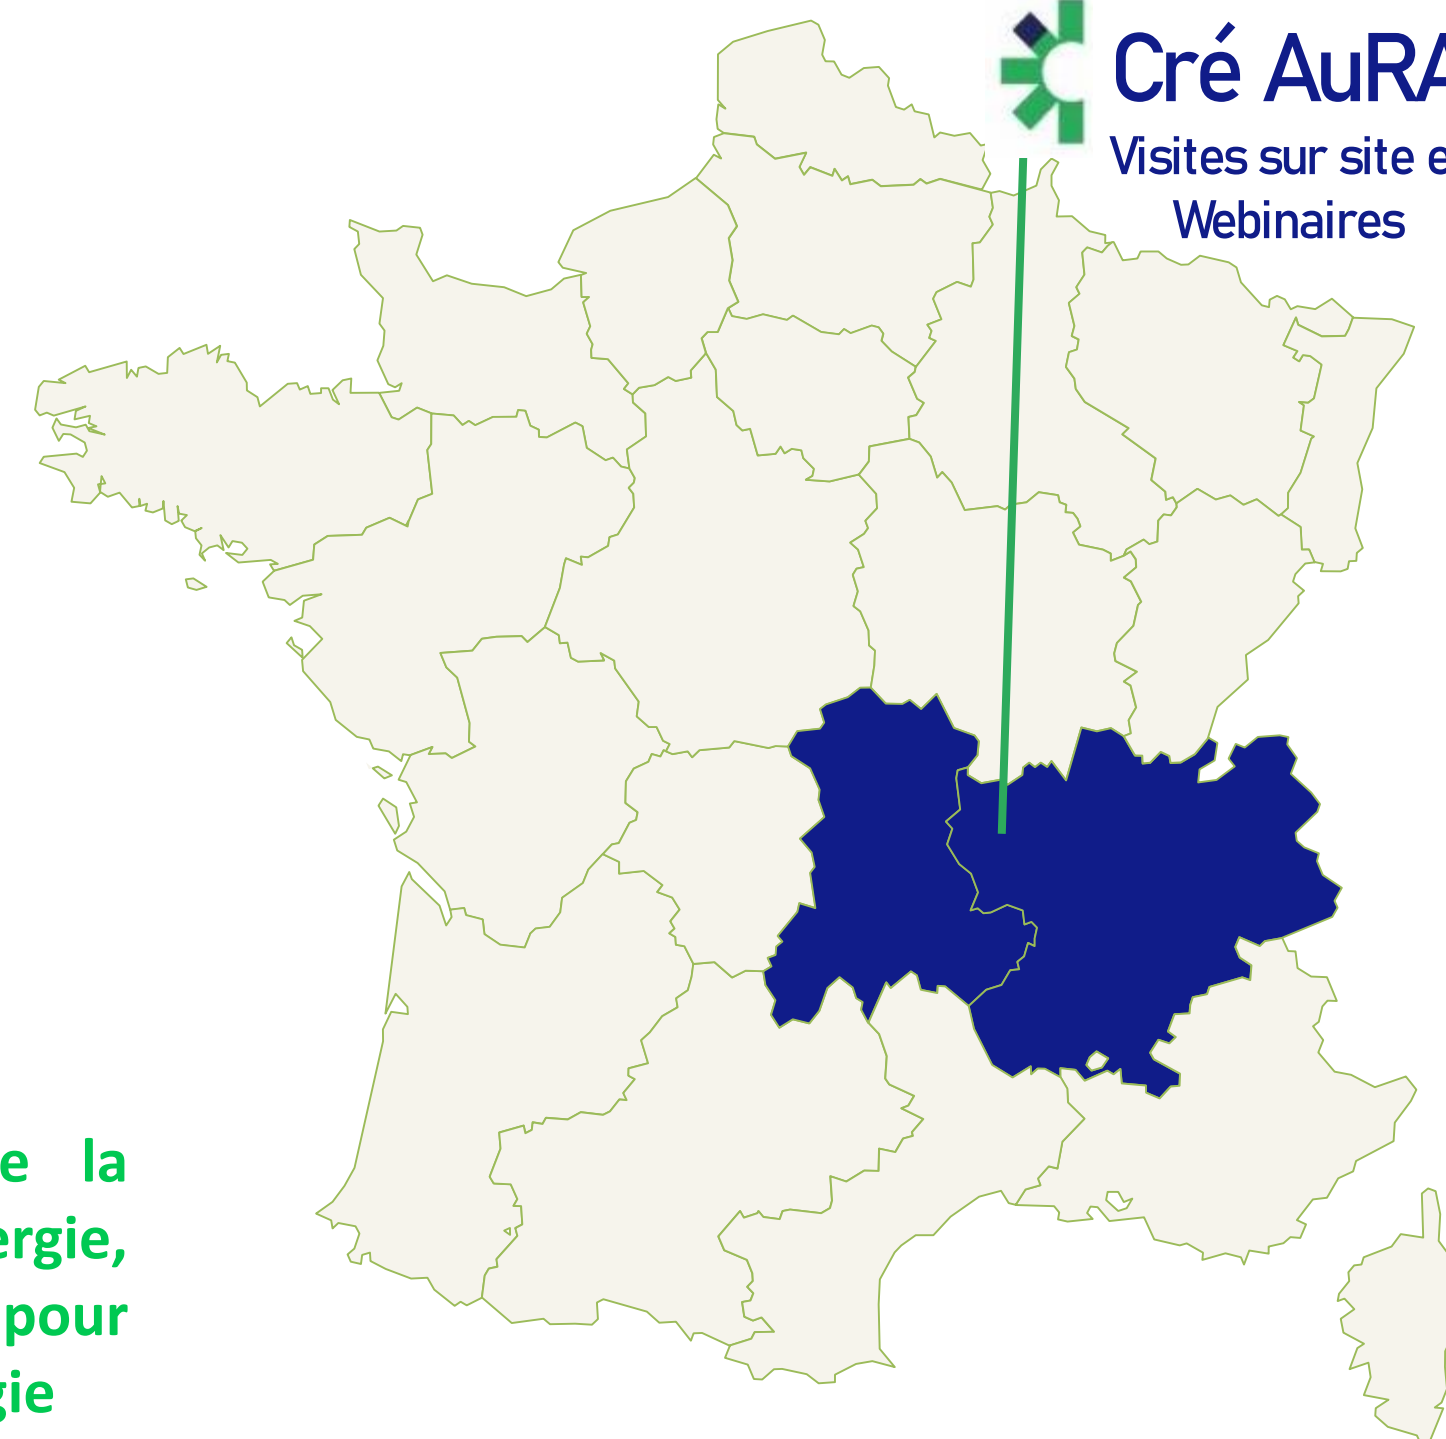 Cré AuRA
Visites sur site e
Webinaires
e la
ergie,
pour
gie